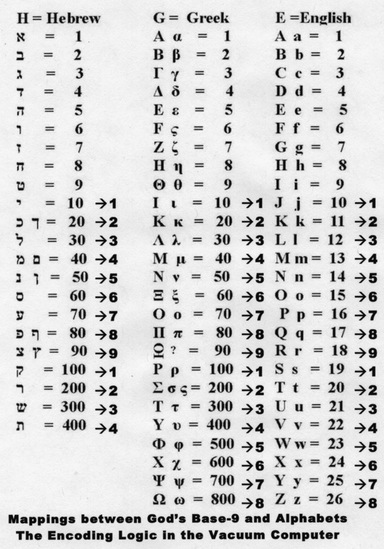 H = Hebrew G = Greek E =English
א = 1 Α α = 1 A a = 1
ב = 2 Β β = 2 B b = 2
ג = 3 Γ γ = 3 C c = 3
ד = 4 Δ δ = 4 D d = 4
ה = 5 Ε ε = 5 E e = 5
ו = 6 F ς = 6 F f = 6
ז = 7 Ζ ζ = 7 G g = 7
ח = 8 Η η = 8 H h = 8
ט = 9 Θ θ = 9 I i = 9
י = 10 →1 Ι ι = 10 →1 J j = 10 →1
ך כ = 20 →2 Κ κ = 20 →2 K k = 11 →2
ל = 30 →3 Λ λ = 30 →3 L l = 12 →3
מ ם = 40 →4 Μ μ = 40 →4 M m = 13 →4
ן נ = 50 →5 Ν ν = 50 →5 N n = 14 →5
ס = 60 →6 Ξ ξ = 60 →6 O o = 15 →6
ע = 70 →7 Ο ο = 70 →7 P p = 16 →7
ף פ = 80 →8 Π π = 80 →8 Q q = 17 →8
ץ צ = 90 →9 ? = 90 →9 R r = 18 →9
ק = 100 →1 Ρ ρ = 100 →1 S s = 19 →1
ר = 200 →2 Σ σ ς = 200 →2 T t = 20 →2
ש = 300 →3 Τ τ = 300 →3 U u = 21 →3
ת = 400 →4 Υ υ = 400 →4 V v = 22 →4
Φ φ = 500 →5 W w = 23 →5
Χ χ = 600 →6 X x = 24 →6
Ψ ψ = 700 →7 Y y = 25 →7
Ω ω = 800 →8 Z z = 26 →8
Mappings between God's Base-9 and Alphabets
The Encoding Logic in the Vacuum Computer